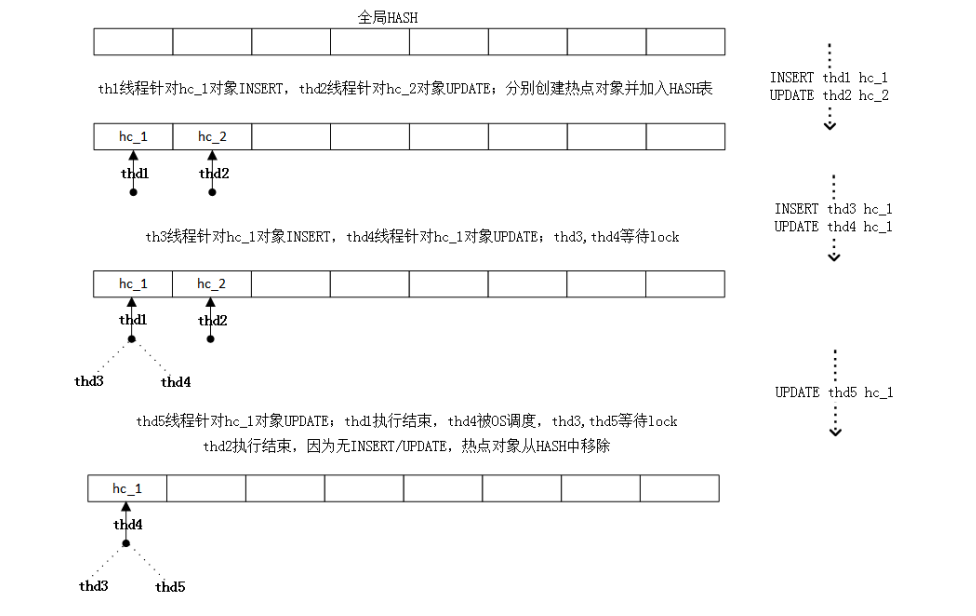 全局HASH
th1线程针对hc_1对象INSERT，thd2线程针对hc_2对象UPDATE；分别创建热点对象并加入HASH表
INSERT thd1 hc_1
UPDATE thd2 hc_2
hc_1
hc_2
thd1
thd2
th3线程针对hc_1对象INSERT，thd4线程针对hc_1对象UPDATE；thd3,thd4等待lock
INSERT thd3 hc_1
UPDATE thd4 hc_1
hc_1
hc_2
thd1
thd2
thd3
thd4
UPDATE thd5 hc_1
thd5线程针对hc_1对象UPDATE；thd1执行结束，thd4被OS调度，thd3,thd5等待lock
thd2执行结束，因为无INSERT/UPDATE，热点对象从HASH中移除
hc_1
thd4
thd3
thd5